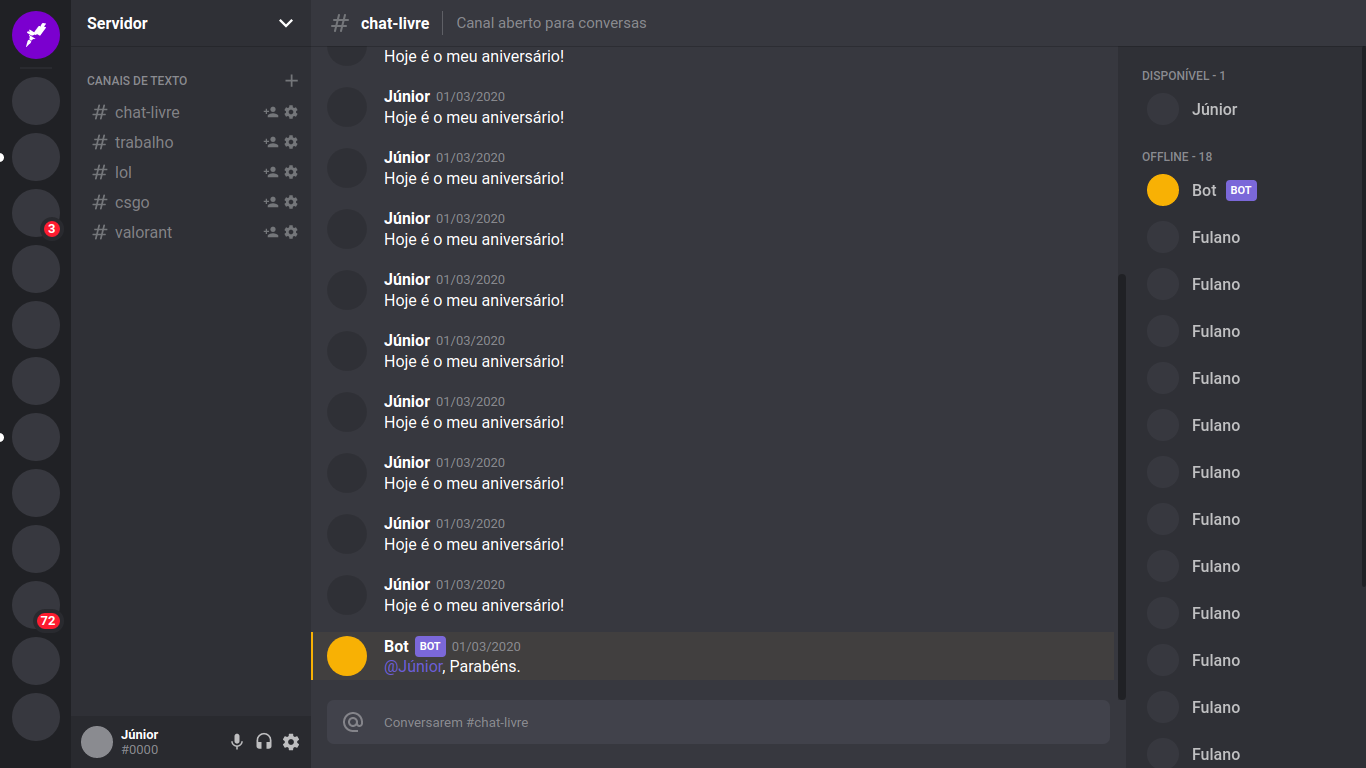 Servidor
CANAIS DE TEXTO
chat-livre
trabalho
lol
csgo
valorant
3
72
Júnior
#0000
# chat-livre Canal aberto para conversas
Hoje é o meu aniversário!
Júnior 01/03/2020
Hoje é o meu aniversário!
Júnior 01/03/2020
Hoje é o meu aniversário!
Júnior 01/03/2020
Hoje é o meu aniversário!
Júnior 01/03/2020
Hoje é o meu aniversário!
Júnior 01/03/2020
Hoje é o meu aniversário!
Júnior 01/03/2020
Hoje é o meu aniversário!
Júnior 01/03/2020
Hoje é o meu aniversário!
Júnior 01/03/2020
Hoje é o meu aniversário!
Júnior 01/03/2020
Hoje é o meu aniversário!
Bot BOT 01/03/2020
@Júnior, Parabéns.
Conversarem #chat-livre
DISPONÍVEL - 1
Júnior
OFFLINE - 18
Bot BOT
Fulano
Fulano
Fulano
Fulano
Fulano
Fulano
Fulano
Fulano
Fulano
Fulano
Fulano
Fulano